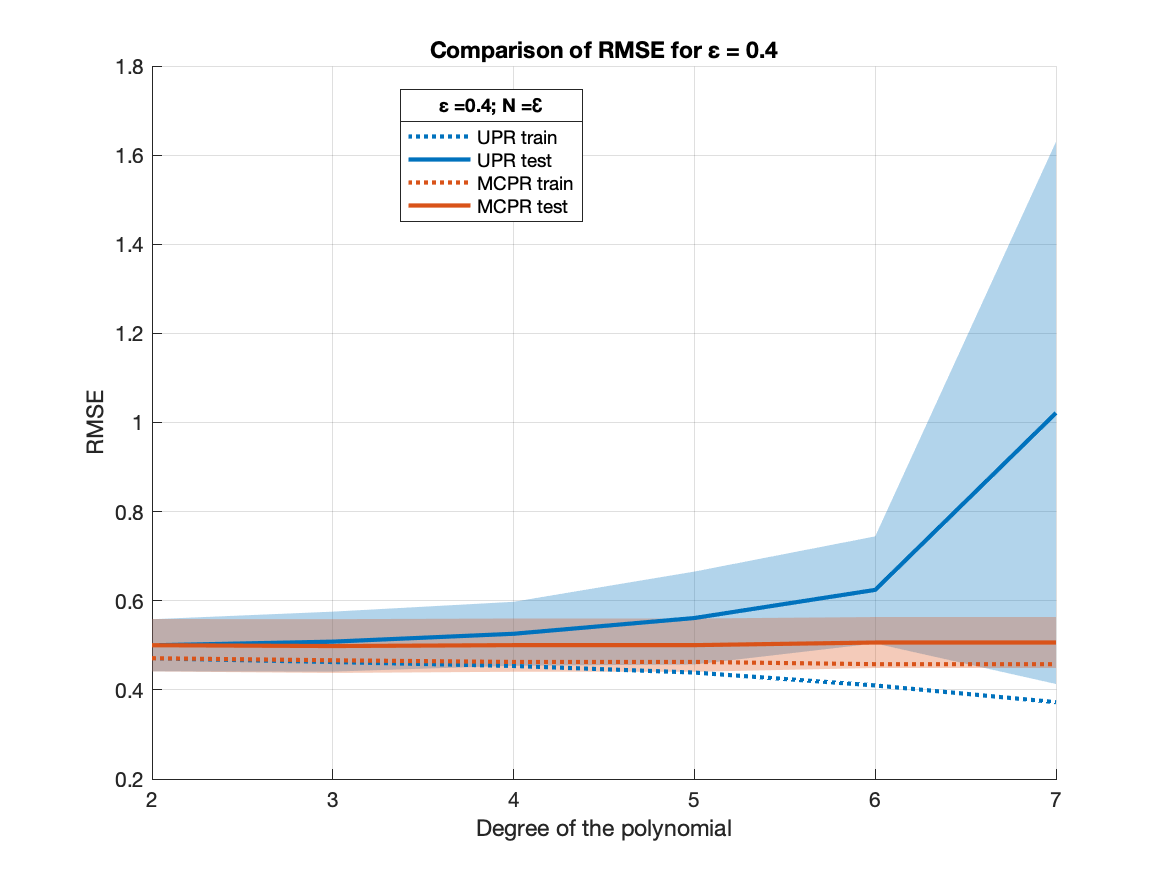 Comparison of RMSE for ε = 0.4
1.8
1.6
1.4
1.2
1
0.8
0.6
0.4
0.2
RMSE
ε =0.4; N =Ɛ
UPR train
UPR test
MCPR train
MCPR test
2 3 4 5 6 7
Degree of the polynomial